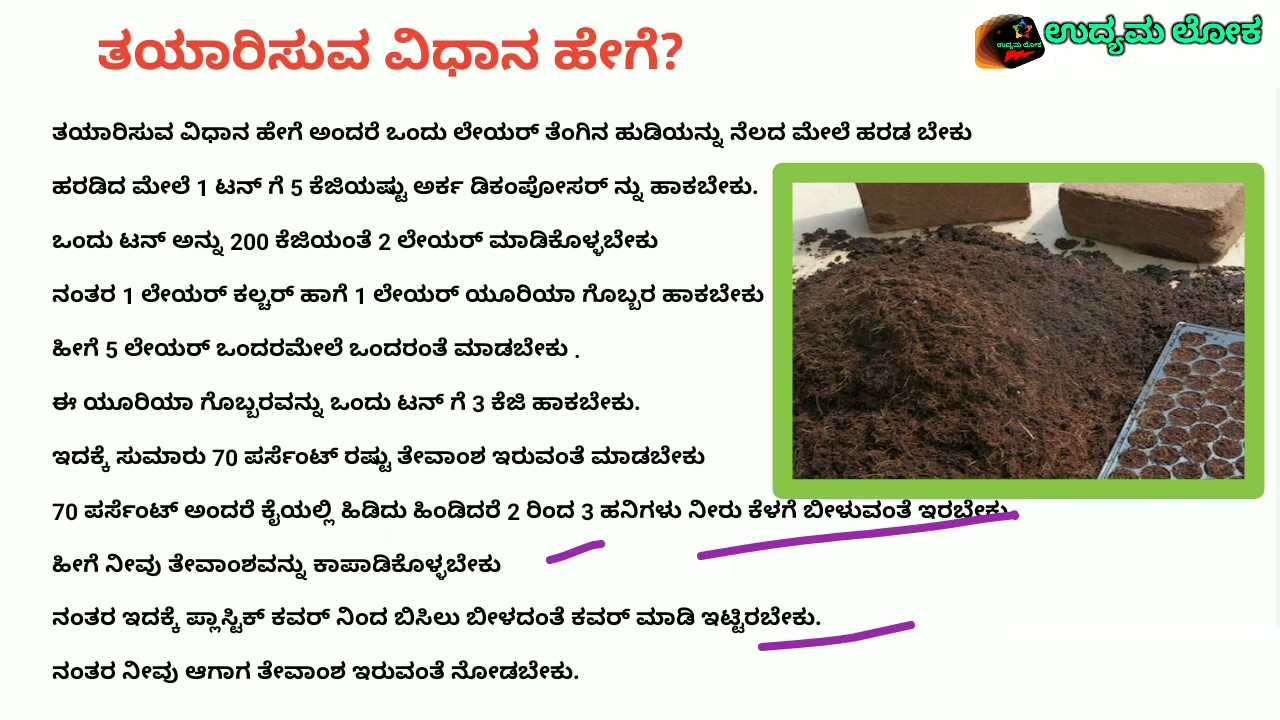 ತಯಾರಿಸುವ ವಿಧಾನ ಹೇಗೆ?
ಉದ್ಯಮ ಲೋಕ
ಉದ್ಯಮ ಲೋಕ
ತಯಾರಿಸುವ ವಿಧಾನ ಹೇಗೆ ಅಂದರೆ ಒಂದು ಲೇಯರ್ ತೆಂಗಿನ ಹುಡಿಯನ್ನು ನೆಲದ ಮೇಲೆ ಹರಡ ಬೇಕು
ಹರಡಿದ ಮೇಲೆ 1 ಟನ್ ಗೆ 5 ಕೆಜಿಯಷ್ಟು ಅರ್ಕ ಡಿಕಂಪೋಸರ್ ನ್ನು ಹಾಕಬೇಕು.
ಒಂದು ಟನ್ ಅನ್ನು 200 ಕೆಜಿಯಂತೆ 2 ಲೇಯರ್ ಮಾಡಿಕೊಳ್ಳಬೇಕು
ನಂತರ 1 ಲೇಯರ್ ಕಲ್ಚರ್ ಹಾಗೆ 1 ಲೇಯರ್ ಯೂರಿಯಾ ಗೊಬ್ಬರ ಹಾಕಬೇಕು
ಹೀಗೆ 5 ಲೇಯರ್ ಒಂದರಮೇಲೆ ಒಂದರಂತೆ ಮಾಡಬೇಕು .
ಈ ಯೂರಿಯಾ ಗೊಬ್ಬರವನ್ನು ಒಂದು ಟನ್ ಗೆ 3 ಕೆಜಿ ಹಾಕಬೇಕು.
ಇದಕ್ಕೆ ಸುಮಾರು 70 ಪರ್ಸೆಂಟ್ ರಷ್ಟು ತೇವಾಂಶ ಇರುವಂತೆ ಮಾಡಬೇಕು
70 ಪರ್ಸೆಂಟ್ ಅಂದರೆ ಕೈಯಲ್ಲಿ ಹಿಡಿದು ಹಿಂಡಿದರೆ 2 ರಿಂದ 3 ಹನಿಗಳು ನೀರು ಕೆಳಗೆ ಬೀಳುವಂತೆ ಇರಬೇಕು
ಹೀಗೆ ನೀವು ತೇವಾಂಶವನ್ನು ಕಾಪಾಡಿಕೊಳ್ಳಬೇಕು
ನಂತರ ಇದಕ್ಕೆ ಪ್ಲಾಸ್ಟಿಕ್ ಕವರ್ ನಿಂದ ಬಿಸಿಲು ಬೀಳದಂತೆ ಕವರ್ ಮಾಡಿ ಇಟ್ಟಿರಬೇಕು.
ನಂತರ ನೀವು ಆಗಾಗ ತೇವಾಂಶ ಇರುವಂತೆ ನೋಡಬೇಕು.